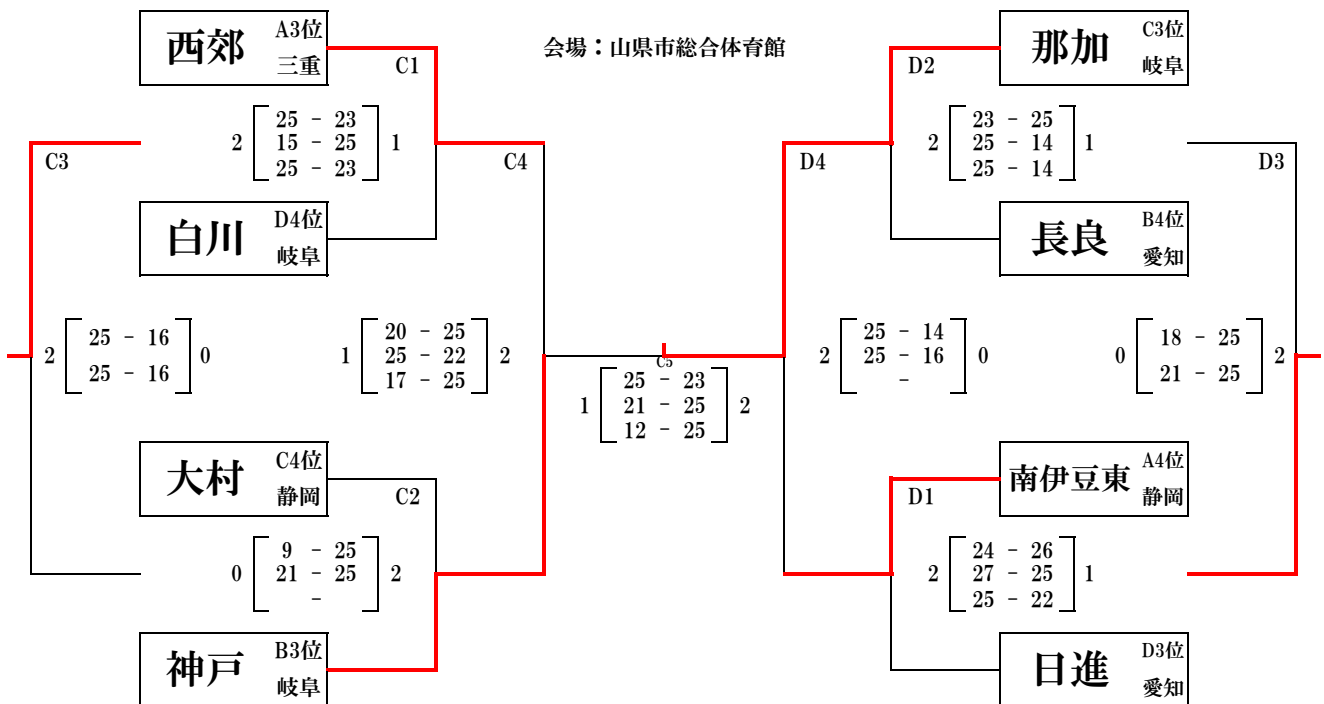 会場：山県市総合体育館
西郊 A3位 三重
C1
2 25 - 23 1
15 - 25
25 - 23
C3
C4
白川 D4位 岐阜
2 25 - 16 0
25 - 16
1 20 - 25 2
25 - 22
17 - 25
大村 C4位 静岡
C2
0 9 - 25 2
21 - 25
-
神戸 B3位 岐阜
C5
1 25 - 23 2
21 - 25
12 - 25
那加 C3位 岐阜
D2
2 23 - 25 1
25 - 14
25 - 14
D4
D3
長良 B4位 愛知
2 25 - 14 0
25 - 16
-
0 18 - 25 2
21 - 25
南伊豆東 A4位 静岡
D1
2 24 - 26 1
27 - 25
25 - 22
日進 D3位 愛知